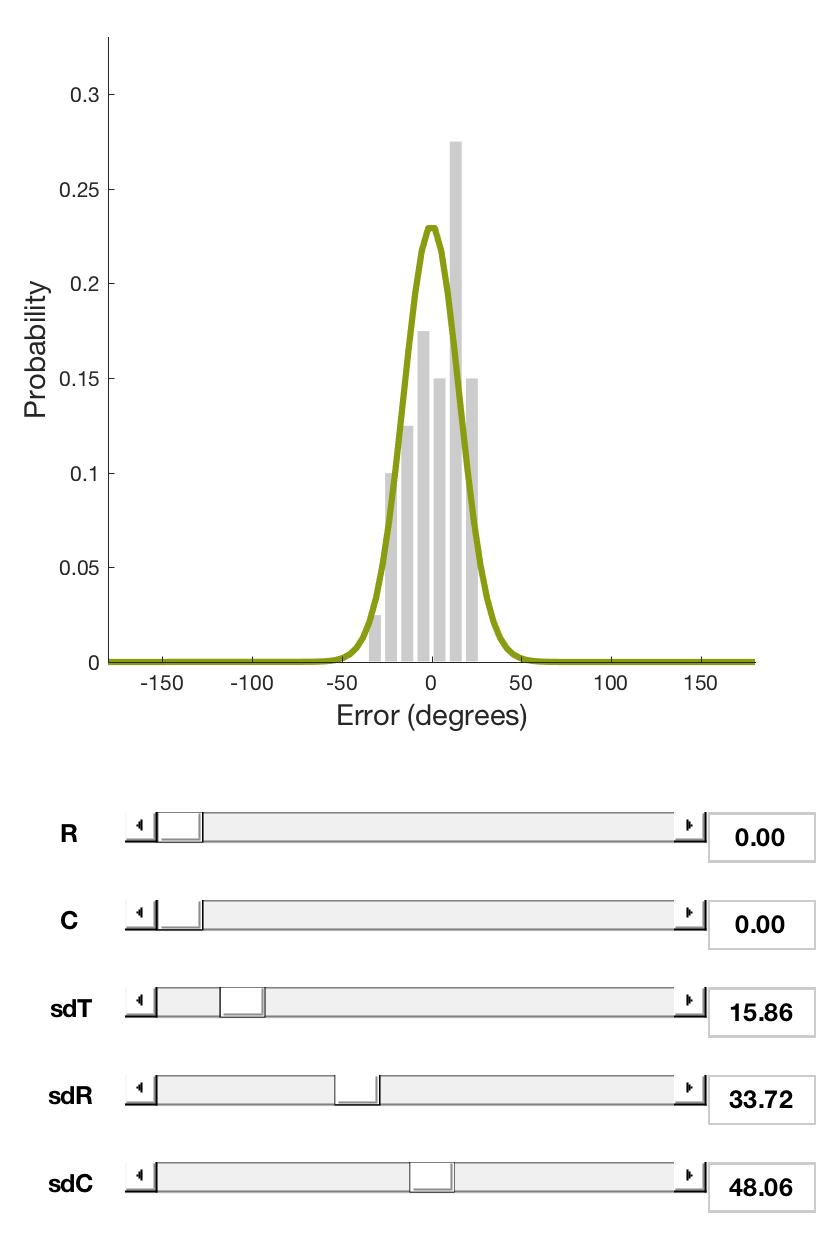 0.3
0.25
0.2
0.15
0.1
0.05
0
Probability
-150 -100 -50 0 50 100 150
Error (degrees)
R 0.00
C 0.00
sdT 15.86
sdR 33.72
sdC 48.06